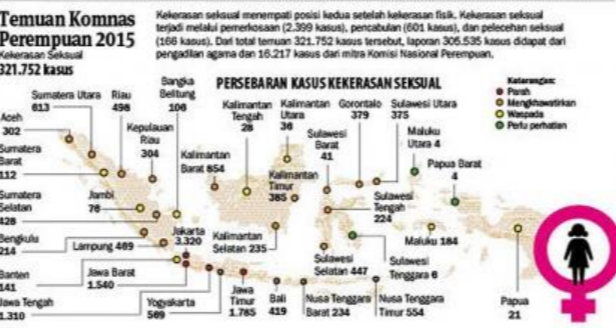 Temuan Komnas
Perempuan 2015
Kekerasan Seksual
321.752 kasus
Kekerasan seksual menempati posisi kedua setelah kekerasan fisik. Kekerasan seksual
terjadi melalui pemerkosaan (2.399 kasus), pencabulan (601 kasus), dan pelecehan seksual
(166 kasus). Dari total temuan 321.752 kasus tersebut, laporan 305.535 kasus didapat dari
pengadilan agama dan 16.217 kasus dari mitra Komisi Nasional Perempuan.
PERSEBARAN KASUS KEKERASAN SEKSUAL
Keterangan:
Parah
Mengkhawatirkan
Waspada
Perlu perhatian
Aceh
302
Sumatera Utara
613
Riau
498
Bangka
Belitung
106
Kepulauan
Riau
304
Kalimantan
Barat 854
Kalimantan
Tengah
28
Kalimantan
Utara
36
Gorontalo
379
Sulawesi Utara
375
Sulawesi
Barat
41
Maluku
Utara 4
Papua Barat
4
Sumatera
Barat
112
Sumatera
Selatan
428
Jambi
76
Kalimantan
Timur
385
Sulawesi
Tengah
224
Bengkulu
214
Lampung 489
Jakarta
3.320
Kalimantan
Selatan 235
Maluku 184
Banten
141
Jawa Barat
1.540
Sulawesi
Selatan 447
Sulawesi
Tenggara 6
Jawa Tengah
1.310
Yogyakarta
569
Jawa
Timur
1.785
Bali
419
Nusa Tenggara
Barat 234
Nusa Tenggara
Timur 554
Papua
21